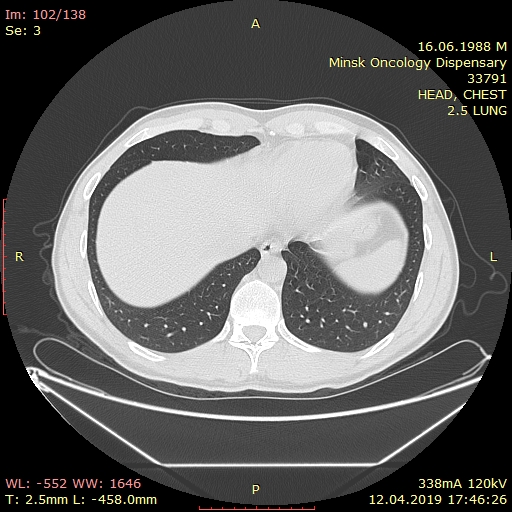 Im: 102/138
Se: 3
A
16.06.1988 M
Minsk Oncology Dispensary
33791
HEAD, CHEST
2.5 LUNG
R
L
WL: -552 WW: 1646
T: 2.5mm L: -458.0mm
P
338mA 120kV
12.04.2019 17:46:26